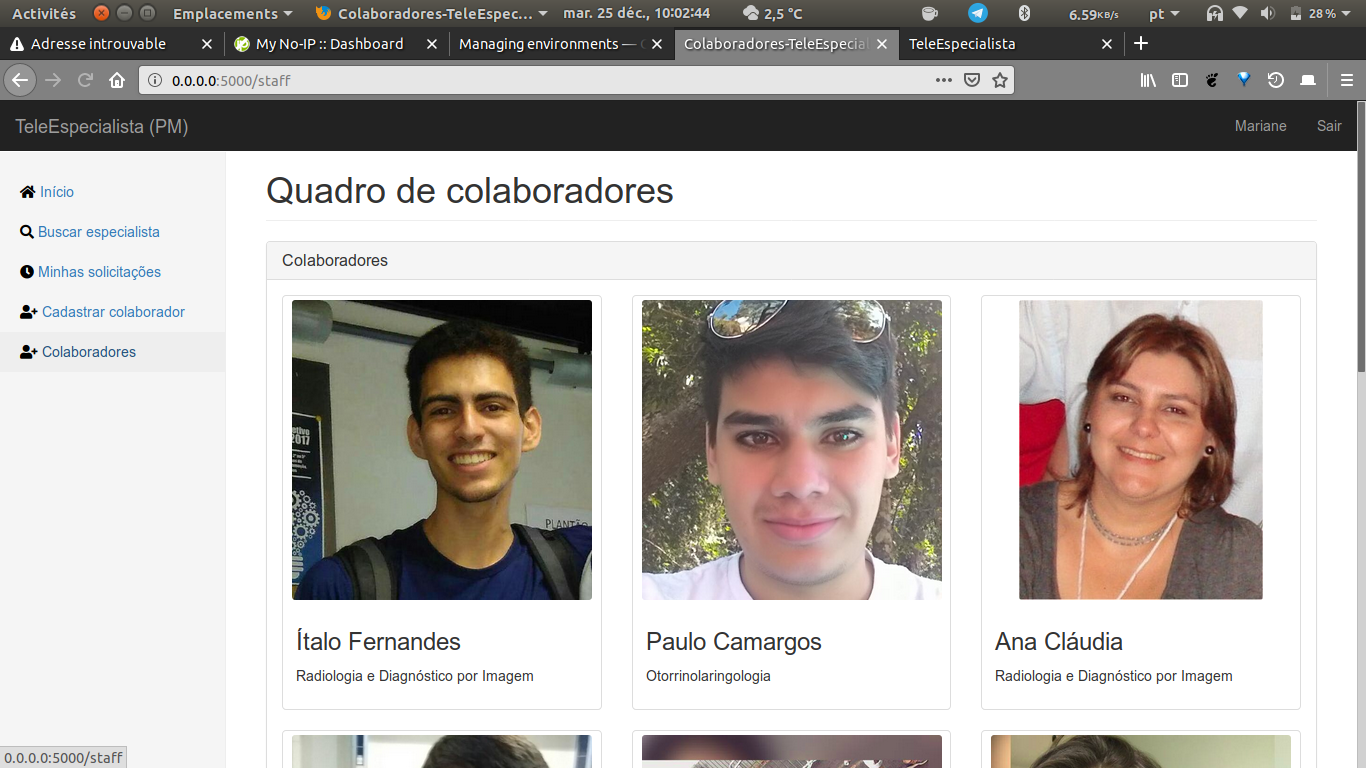 Activités Emplacements Colaboradores-TeleEspec... mar. 25 déc., 10:02:44 2,5 °C 6.59KB/s pt 28 %
Adresse introuvable My No-IP :: Dashboard Managing environments — Colaboradores-TeleEspecial TeleEspecialista
0.0.0.0:5000/staff
TeleEspecialista (PM) Mariane Sair
Início
Buscar especialista
Minhas solicitações
Cadastrar colaborador
Colaboradores
Quadro de colaboradores
Colaboradores
2017
PLANTÃO
Ítalo Fernandes Paulo Camargos Ana Cláudia
Radiologia e Diagnóstico por Imagem Otorrinolaringologia Radiologia e Diagnóstico por Imagem
0.0.0.0:5000/staff